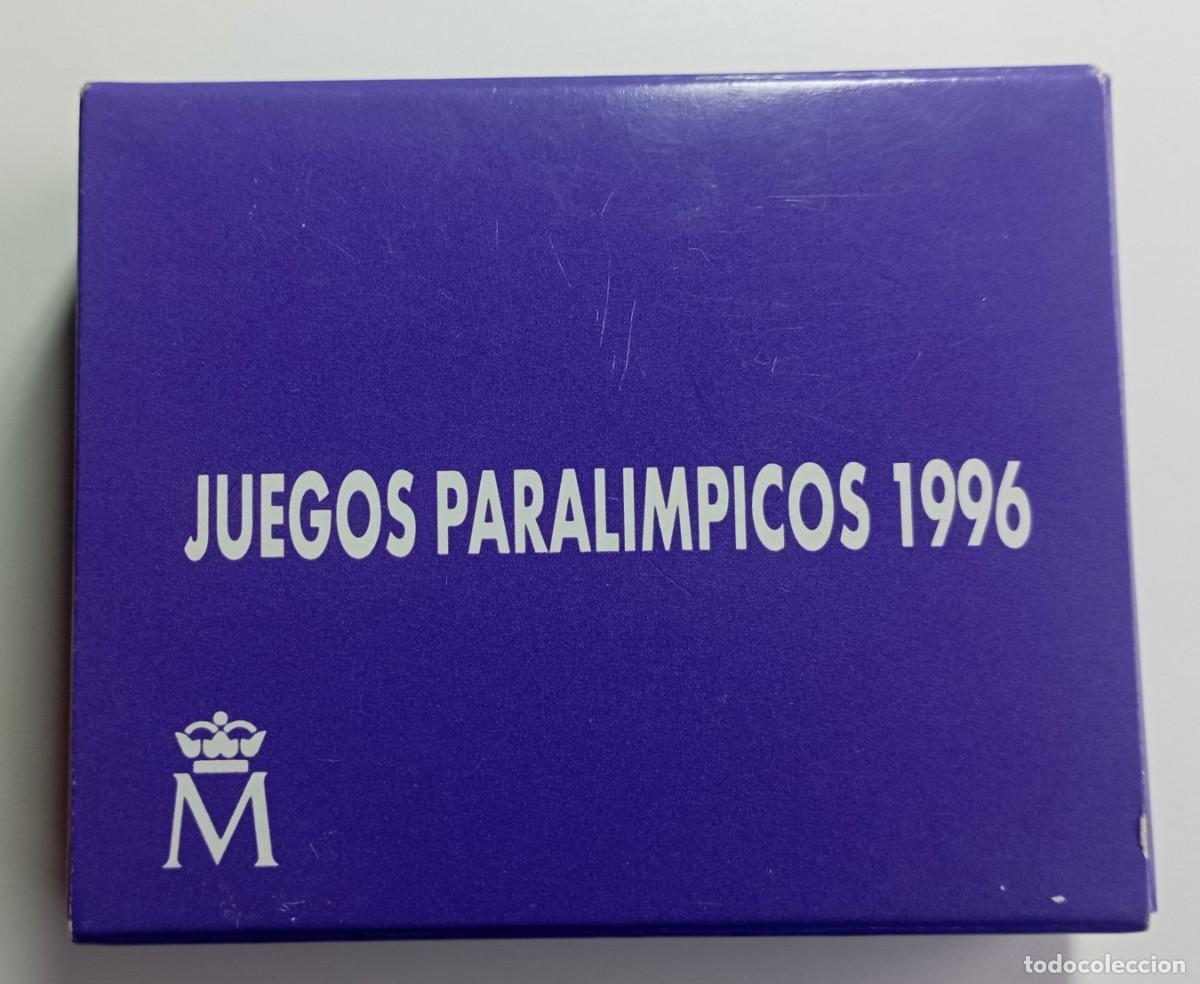 JUEGOS PARALIMPICOS 1996
M
todocoleccion